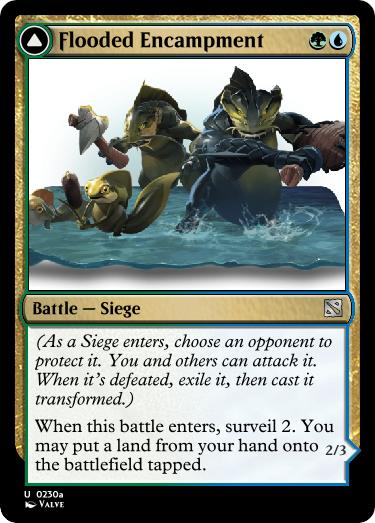 Flooded Encampment
Battle — Siege
(As a Siege enters, choose an opponent to
protect it. You and others can attack it.
When it's defeated, exile it, then cast it
transformed.)
When this battle enters, surveil 2. You
may put a land from your hand onto
the battlefield tapped.
2/3
U 0230a
Valve